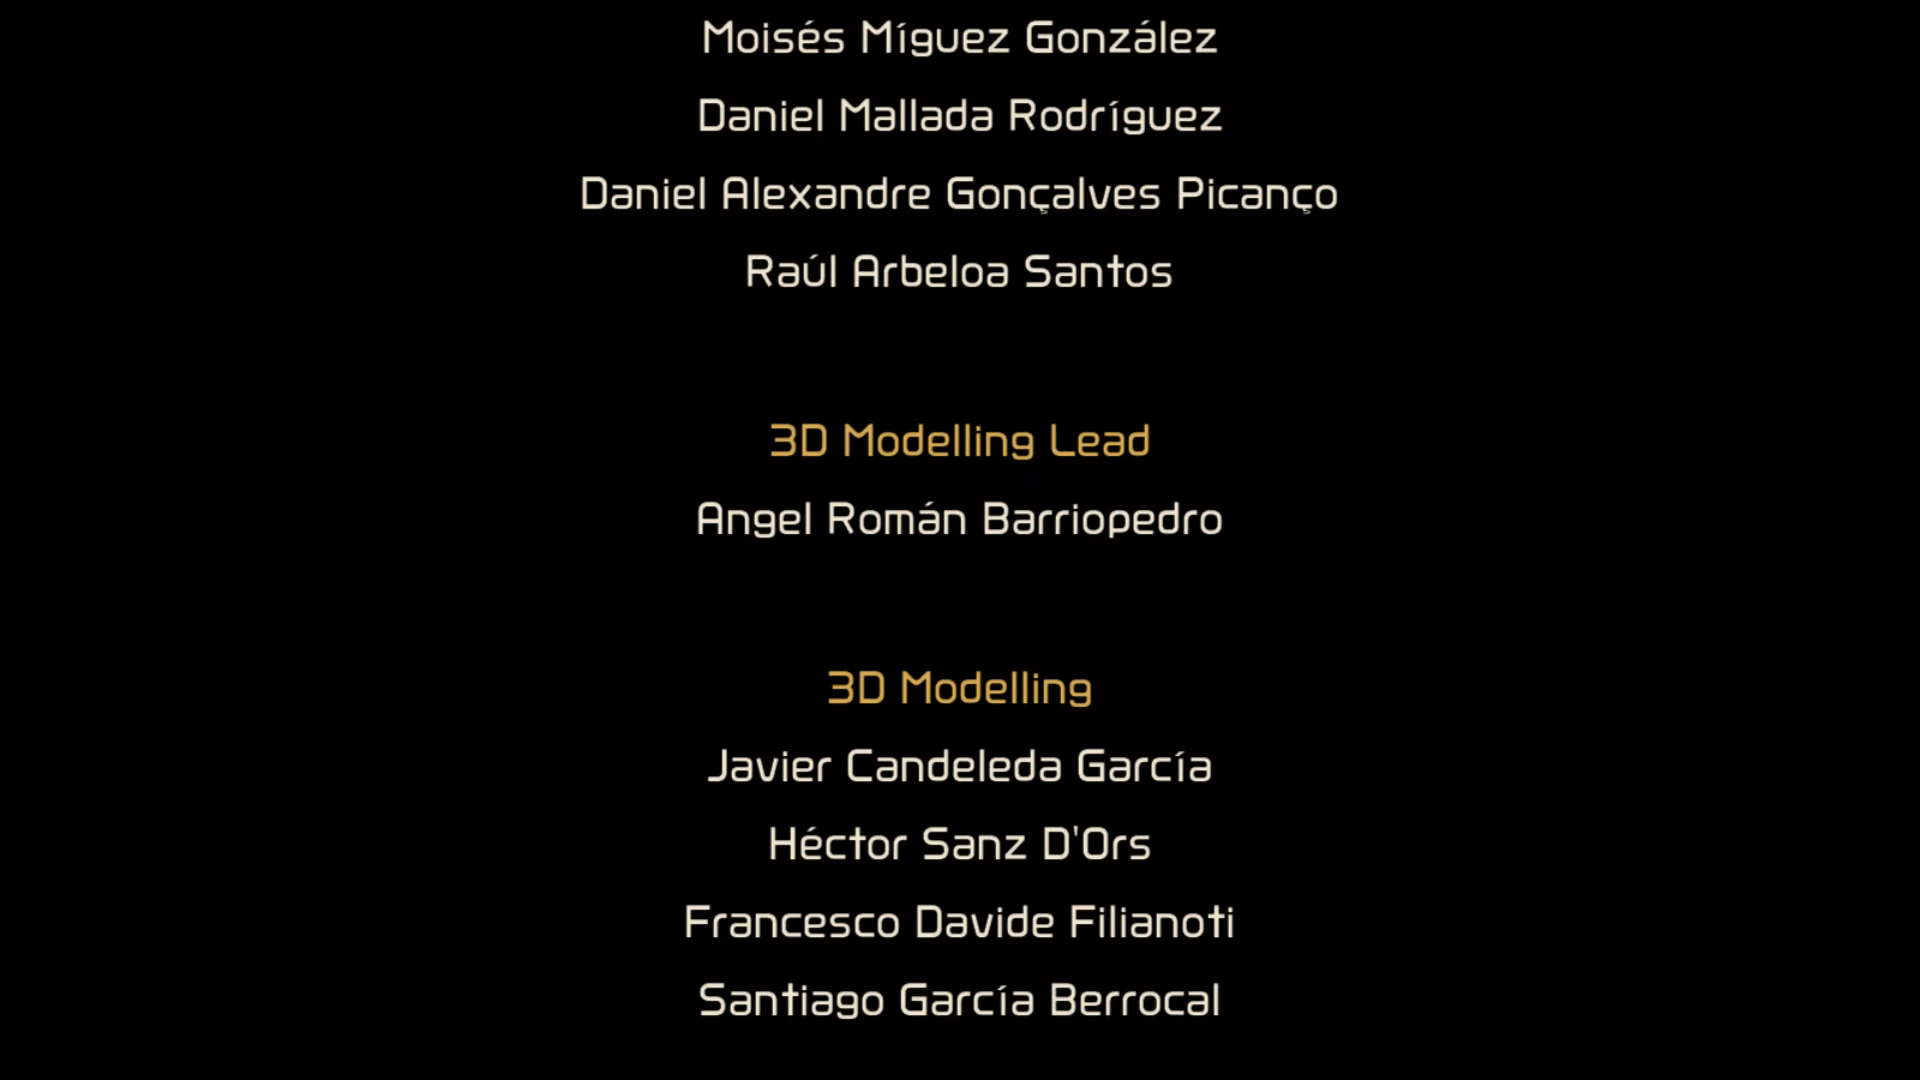 Moisés Míguez González
Daniel Mallada Rodríguez
Daniel Alexandre Gonçalves Picanço
Raúl Arbeloa Santos
3D Modelling Lead
Angel Román Barriopedro
3D Modelling
Javier Candeleda García
Héctor Sanz D'Ors
Francesco Davide Filianoti
Santiago García Berrocal